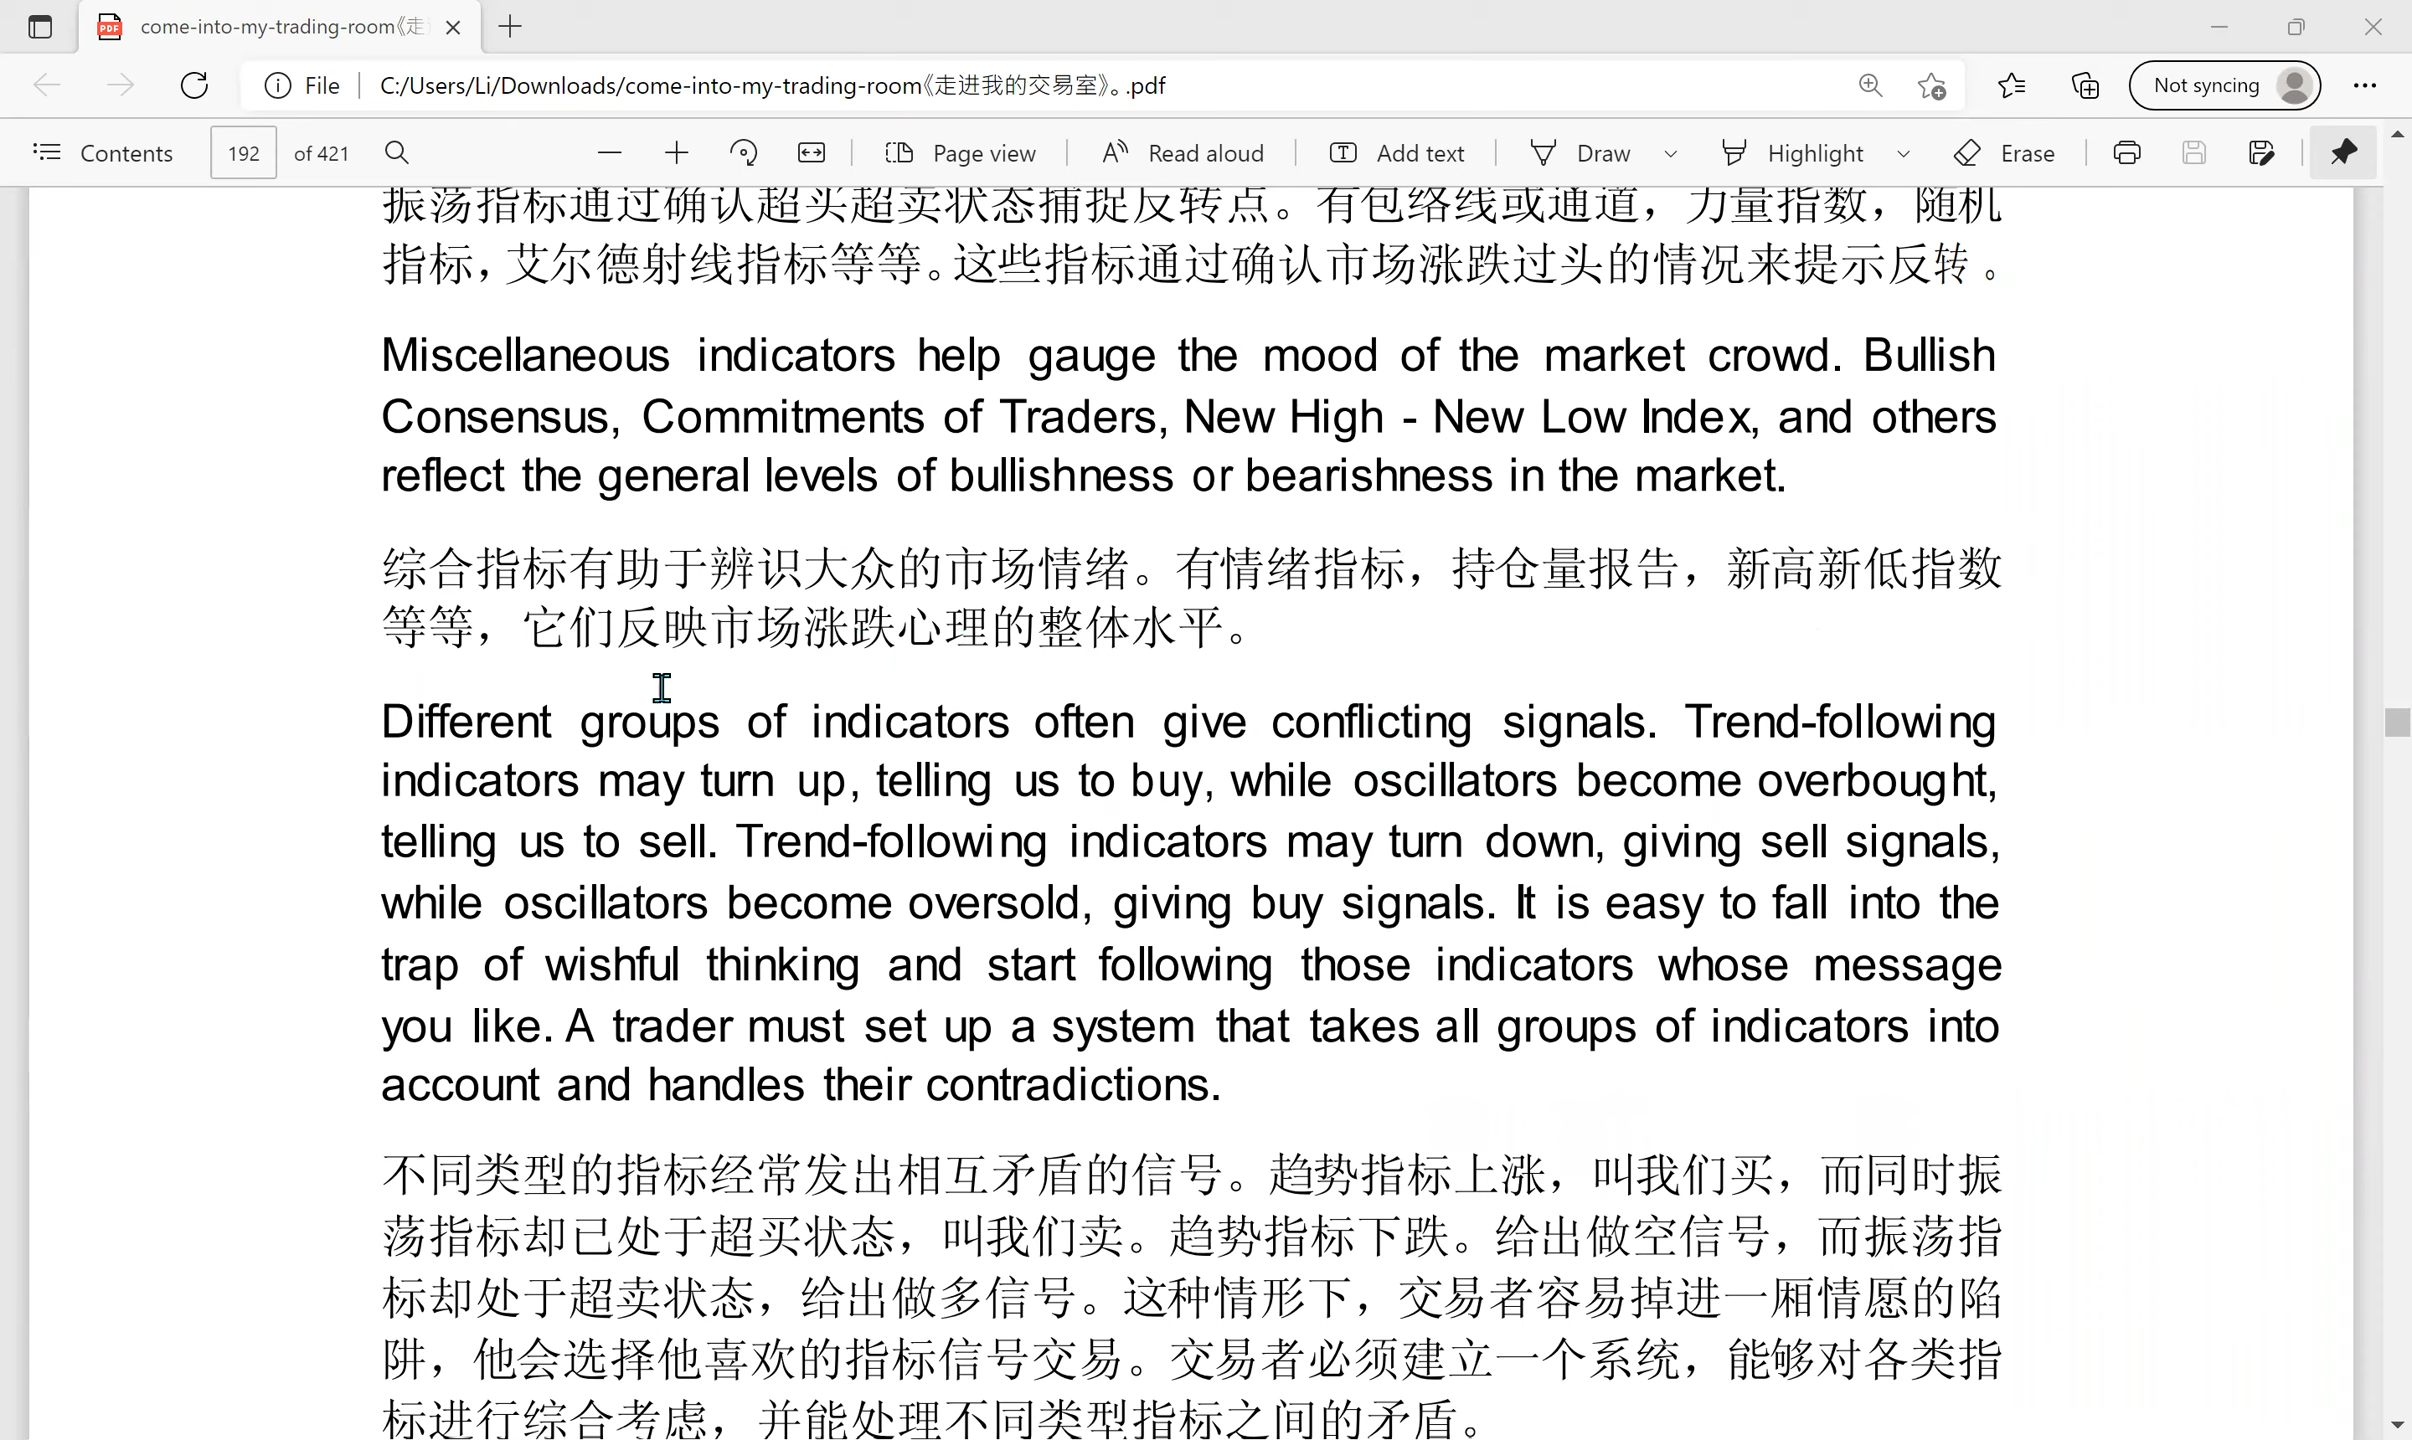 come-into-my-trading-room《走
File
C:/Users/Li/Downloads/come-into-my-trading-room《走进我的交易室》。.pdf
Not syncing
Contents
192
of 421
Page view
Read aloud
Add text
Draw
Highlight
Erase
振荡指标通过确认超买超卖状态捕捉反转点。有包络线或通道，力量指数，随机
指标，艾尔德射线指标等等。这些指标通过确认市场涨跌过头的情况来提示反转。
Miscellaneous indicators help gauge the mood of the market crowd. Bullish
Consensus, Commitments of Traders, New High - New Low Index, and others
reflect the general levels of bullishness or bearishness in the market.
综合指标有助于辨识大众的市场情绪。有情绪指标，持仓量报告，新高新低指数
等等，它们反映市场涨跌心理的整体水平。
Different groups of indicators often give conflicting signals. Trend-following
indicators may turn up, telling us to buy, while oscillators become overbought,
telling us to sell. Trend-following indicators may turn down, giving sell signals,
while oscillators become oversold, giving buy signals. It is easy to fall into the
trap of wishful thinking and start following those indicators whose message
you like. A trader must set up a system that takes all groups of indicators into
account and handles their contradictions.
不同类型的指标经常发出相互矛盾的信号。趋势指标上涨，叫我们买，而同时振
荡指标却已处于超买状态，叫我们卖。趋势指标下跌。给出做空信号，而振荡指
标却处于超卖状态，给出做多信号。这种情形下，交易者容易掉进一厢情愿的陷
阱，他会选择他喜欢的指标信号交易。交易者必须建立一个系统，能够对各类指
标进行综合考虑，并能处理不同类型指标之间的矛盾。